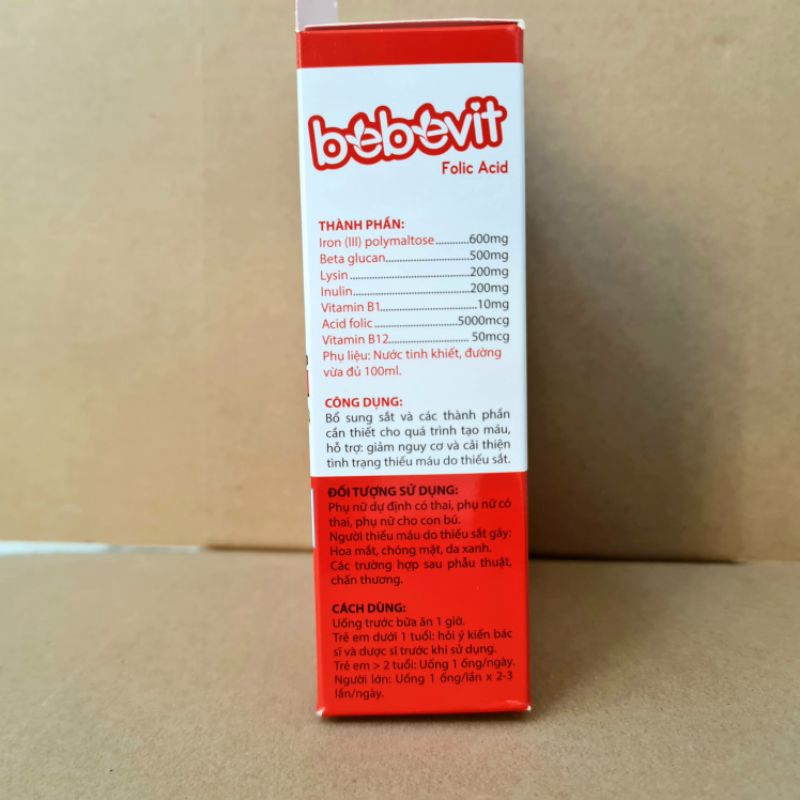 bebevit
Folic Acid
THÀNH PHẦN:
Iron (III) polymaltose............600mg
Beta glucan........................500mg
Lysin..................................200mg
Inulin.................................200mg
Vitamin B1...........................10mg
Acid folic.......................5000mcg
Vitamin B12...................... 50mcg
Phụ liệu: Nước tinh khiết, đường
vừa đủ 100ml.
CÔNG DỤNG:
Bổ sung sắt và các thành phần
cần thiết cho quá trình tạo máu,
hỗ trợ: giảm nguy cơ và cải thiện
tình trạng thiếu máu do thiếu sắt.
ĐỐI TƯỢNG SỬ DỤNG:
Phụ nữ dự định có thai, phụ nữ có
thai, phụ nữ cho con bú.
Người thiếu máu do thiếu sắt gây:
Hoa mắt, chóng mặt, da xanh.
Các trường hợp sau phẫu thuật,
chấn thương.
CÁCH DÙNG:
Uống trước bữa ăn 1 giờ.
Trẻ em dưới 1 tuổi: hỏi ý kiến bác
sĩ và dược sĩ trước khi sử dụng.
Trẻ em > 2 tuổi: Uống 1 ống/ngày.
Người lớn: Uống 1 ống/lần x 2-3
lần/ngày.